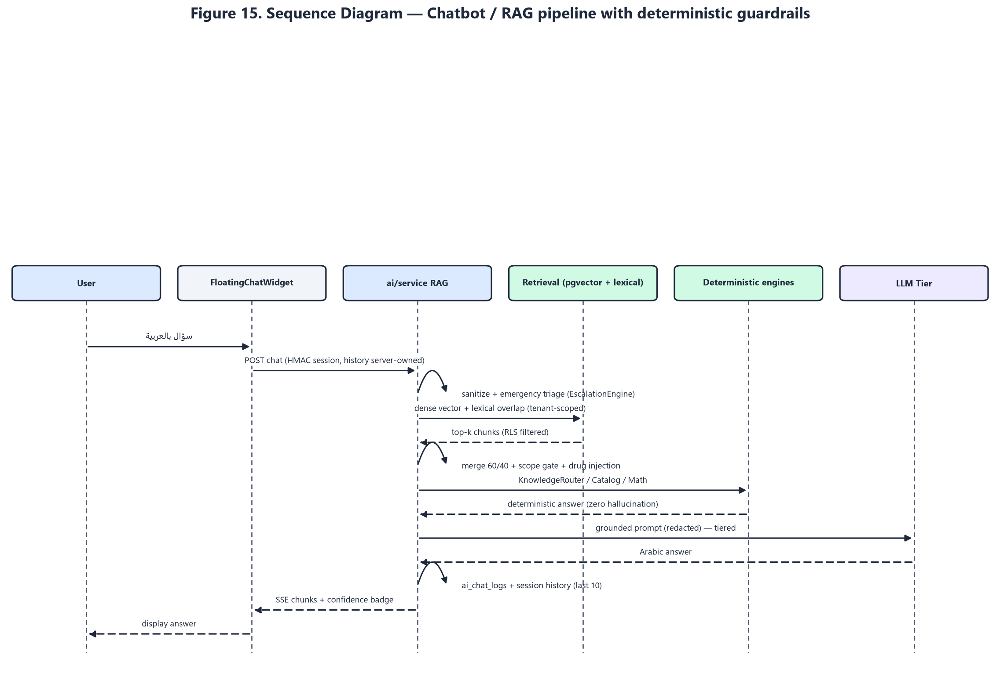 Figure 15. Sequence Diagram — Chatbot / RAG pipeline with deterministic guardrails
User
FloatingChatWidget
ai/service RAG
Retrieval (pgvector + lexical)
Deterministic engines
LLM Tier
سؤال بالعربية
POST chat (HMAC session, history server-owned)
sanitize + emergency triage (EscalationEngine)
dense vector + lexical overlap (tenant-scoped)
top-k chunks (RLS filtered)
merge 60/40 + scope gate + drug injection
KnowledgeRouter / Catalog / Math
deterministic answer (zero hallucination)
grounded prompt (redacted) — tiered
Arabic answer
ai_chat_logs + session history (last 10)
SSE chunks + confidence badge
display answer